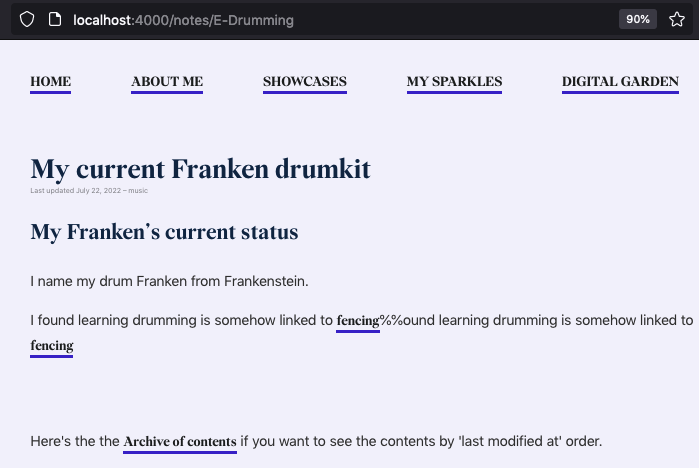 localhost:4000/notes/E-Drumming 90%
HOME ABOUT ME SHOWCASES MY SPARKLES DIGITAL GARDEN
My current Franken drumkit
Last updated July 22, 2022 – music
My Franken's current status
I name my drum Franken from Frankenstein.
I found learning drumming is somehow linked to fencing%%ound learning drumming is somehow linked to
fencing
Here's the the Archive of contents if you want to see the contents by 'last modified at' order.